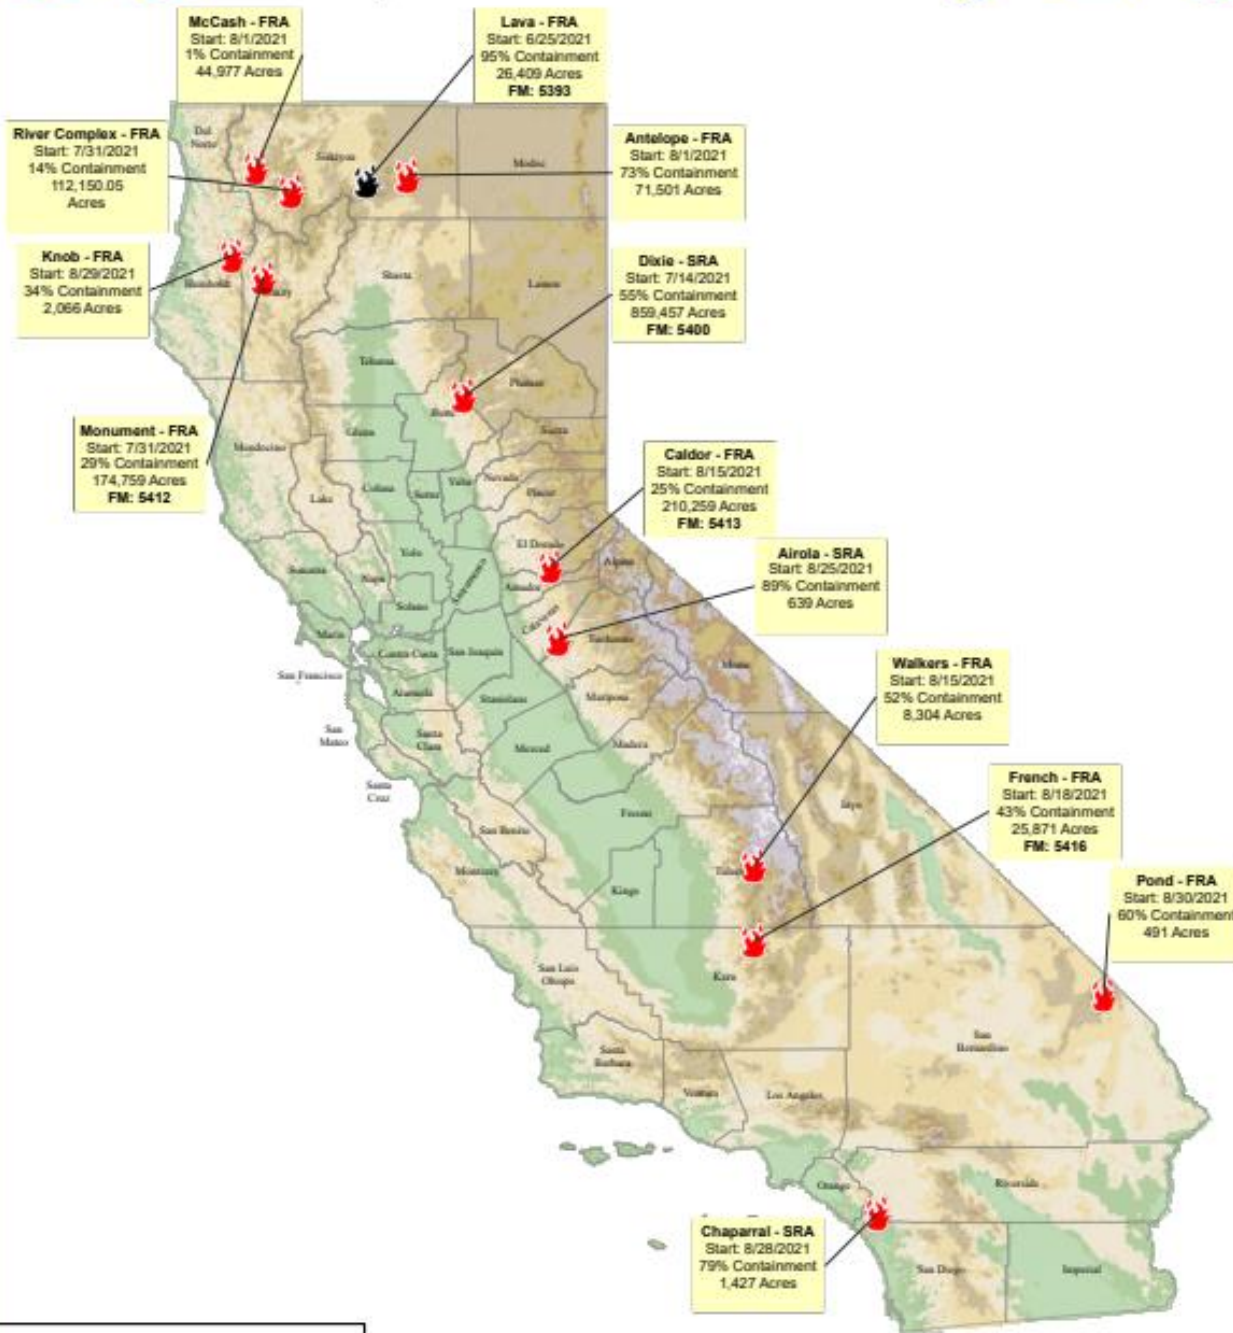 McCash - FRA
Start: 8/1/2021
1% Containment
44,977 Acres
Lava - FRA
Start: 6/25/2021
95% Containment
26,409 Acres
FM: 5393
River Complex - FRA
Start: 7/31/2021
14% Containment
112,150.05
Acres
Antelope - FRA
Start: 8/1/2021
73% Containment
71,501 Acres
Knob - FRA
Start: 8/29/2021
34% Containment
2,066 Acres
Dixie - SRA
Start: 7/14/2021
55% Containment
859,457 Acres
FM: 5400
Monument - FRA
Start: 7/31/2021
29% Containment
174,759 Acres
FM: 5412
Caldor - FRA
Start: 8/15/2021
25% Containment
210,259 Acres
FM: 5413
Airola - SRA
Start: 8/25/2021
89% Containment
639 Acres
Walkers - FRA
Start: 8/15/2021
52% Containment
8,304 Acres
French - FRA
Start: 8/18/2021
43% Containment
25,871 Acres
FM: 5416
Pond - FRA
Start: 8/30/2021
60% Containment
491 Acres
Chaparral - SRA
Start: 8/28/2021
79% Containment
1,427 Acres
Del
Norte
Siskiyou
Modoc
Humboldt
Shasta
Lassen
Tehama
Plumas
Glenn
Sierra
Mendocino
Lake
Colusa
Sutter
Yuba
Nevada
Placer
El Dorado
Yolo
Sonoma
Napa
Sacramento
Amador
Alpine
Solano
Calaveras
Tuolumne
Marin
Contra Costa
San Joaquin
Mono
San Francisco
Alameda
Stanislaus
Mariposa
San
Mateo
Santa
Clara
Merced
Madera
Santa
Cruz
Fresno
Inyo
San Benito
Monterey
Kings
San Luis
Obispo
Kern
San
Bernardino
Santa
Barbara
Ventura
Los Angeles
Orange
Riverside
San Diego
Imperial